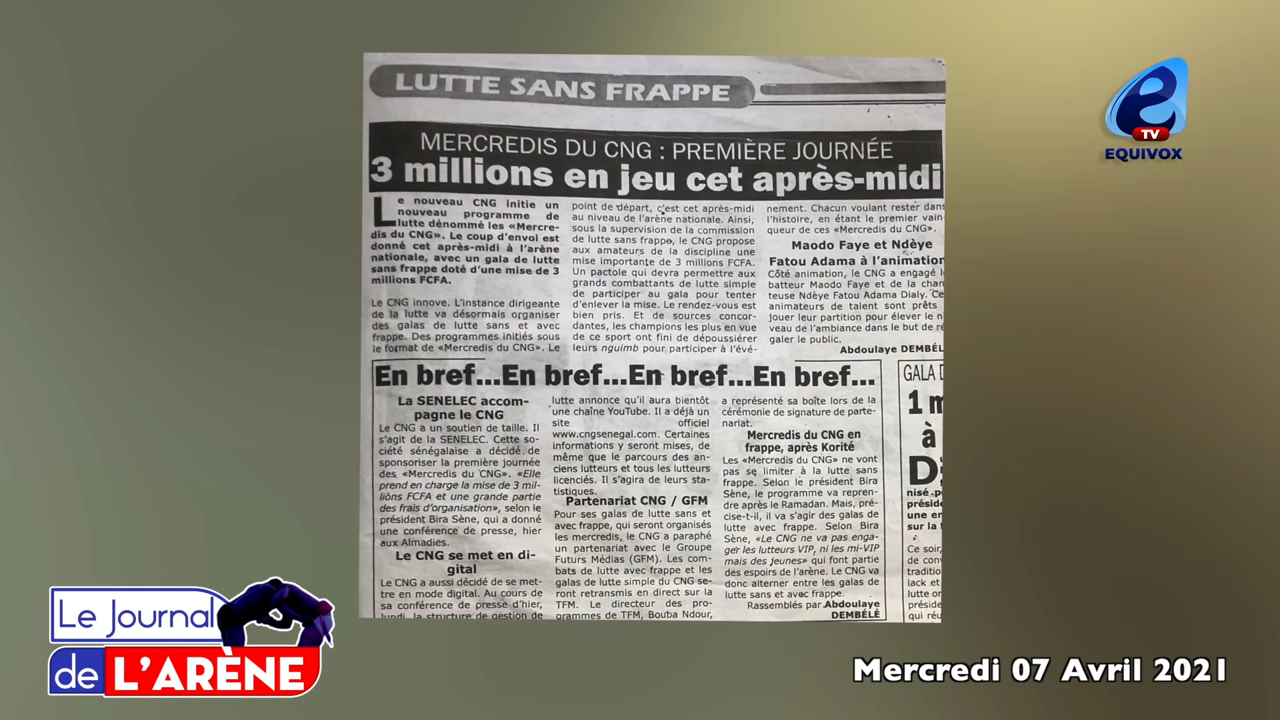 LUTTE SANS FRAPPE
MERCREDIS DU CNG : PREMIÈRE JOURNÉE
3 millions en jeu cet après-midi
Le nouveau CNG initie un
nouveau programme de
lutte dénommé les «Mercre-
dis du CNG». Le coup d'envoi est
donné cet après-midi à l'arène
nationale, avec un gala de lutte
sans frappe doté d'une mise de 3
millions FCFA.
Le CNG innove. L'instance dirigeante
de la lutte va désormais organiser
des galas de lutte sans et avec
frappe. Des programmes initiés sous
le format de «Mercredis du CNG». Le
point de départ, c'est cet après-midi
au niveau de l'arène nationale. Ainsi,
sous la supervision de la commission
de lutte sans frappe, le CNG propose
aux amateurs de la discipline une
mise importante de 3 millions FCFA.
Un pactole qui devra permettre aux
grands combattants de lutte simple
de participer au gala pour tenter
d'enlever la mise. Le rendez-vous est
bien pris. Et de sources concor-
dantes, les champions les plus en vue
de ce sport ont fini de dépoussiérer
leurs nguimb pour participer à l'évé-
nement. Chacun voulant rester dans
l'histoire, en étant le premier vain-
queur de ces «Mercredis du CNG».
Maodo Faye et Ndèye
Fatou Adama à l'animation
Côté animation, le CNG a engagé l
batteur Maodo Faye et de la chan
teuse Ndèye Fatou Adama Dialy. Ce
animateurs de talent sont prêts
jouer leur partition pour élever le n
veau de l'ambiance dans le but de ré
galer le public.
Abdoulaye DEMBÉL
En bref...En bref...En bref...En bref...
La SENELEC accom-
pagne le CNG
Le CNG a un soutien de taille. Il
s'agit de la SENELEC. Cette so-
ciété sénégalaise a décidé de
sponsoriser la première journée
des «Mercredis du CNG». «Elle
prend en charge la mise de 3 mil-
lions FCFA et une grande partie
des frais d'organisation», selon le
président Bira Sène, qui a donné
une conférence de presse, hier
aux Almadies.
Le CNG se met en di-
gital
Le CNG a aussi décidé de se met-
tre en mode digital. Au cours de
sa conférence de presse d'hier,
lundi, la structure de gestion de
lutte annonce qu'il aura bientôt
une chaîne YouTube. Il a déjà un
site officiel
www.cngsenegal.com. Certaines
informations y seront mises, de
même que le parcours des an-
ciens lutteurs et tous les lutteurs
licenciés. Il s'agira de leurs sta-
tistiques.
Partenariat CNG / GFM
Pour ses galas de lutte sans et
avec frappe, qui seront organisés
les mercredis, le CNG a paraphé
un partenariat avec le Groupe
Futurs Médias (GFM). Les com-
bats de lutte avec frappe et les
galas de lutte simple du CNG se-
ront retransmis en direct sur la
TFM. Le directeur des pro-
grammes de TFM, Bouba Ndour,
a représenté sa boîte lors de la
cérémonie de signature de parte-
nariat.
Mercredis du CNG en
frappe, après Korité
Les «Mercredis du CNG» ne vont
pas se limiter à la lutte sans
frappe. Selon le président Bira
Sène, le programme va repren-
dre après le Ramadan. Mais, pré-
cise-t-il, il va s'agir des galas de
lutte avec frappe. Selon Bira
Sène, «Le CNG ne va pas enga-
ger les lutteurs VIP, ni les mi-VIP
mais des jeunes» qui font partie
des espoirs de l'arène. Le CNG va
donc alterner entre les galas de
lutte sans et avec frappe.
Rassemblés par Abdoulaye
DEMBÉLÉ
GALA D
1 m
à
D
nisé p
préside
une en
sur la
Ce soir,
de conv
tradition
lack et
lutte or
préside
qui réu
e
TV
EQUIVOX
Le Journal
de L'ARÈNE
Mercredi 07 Avril 2021